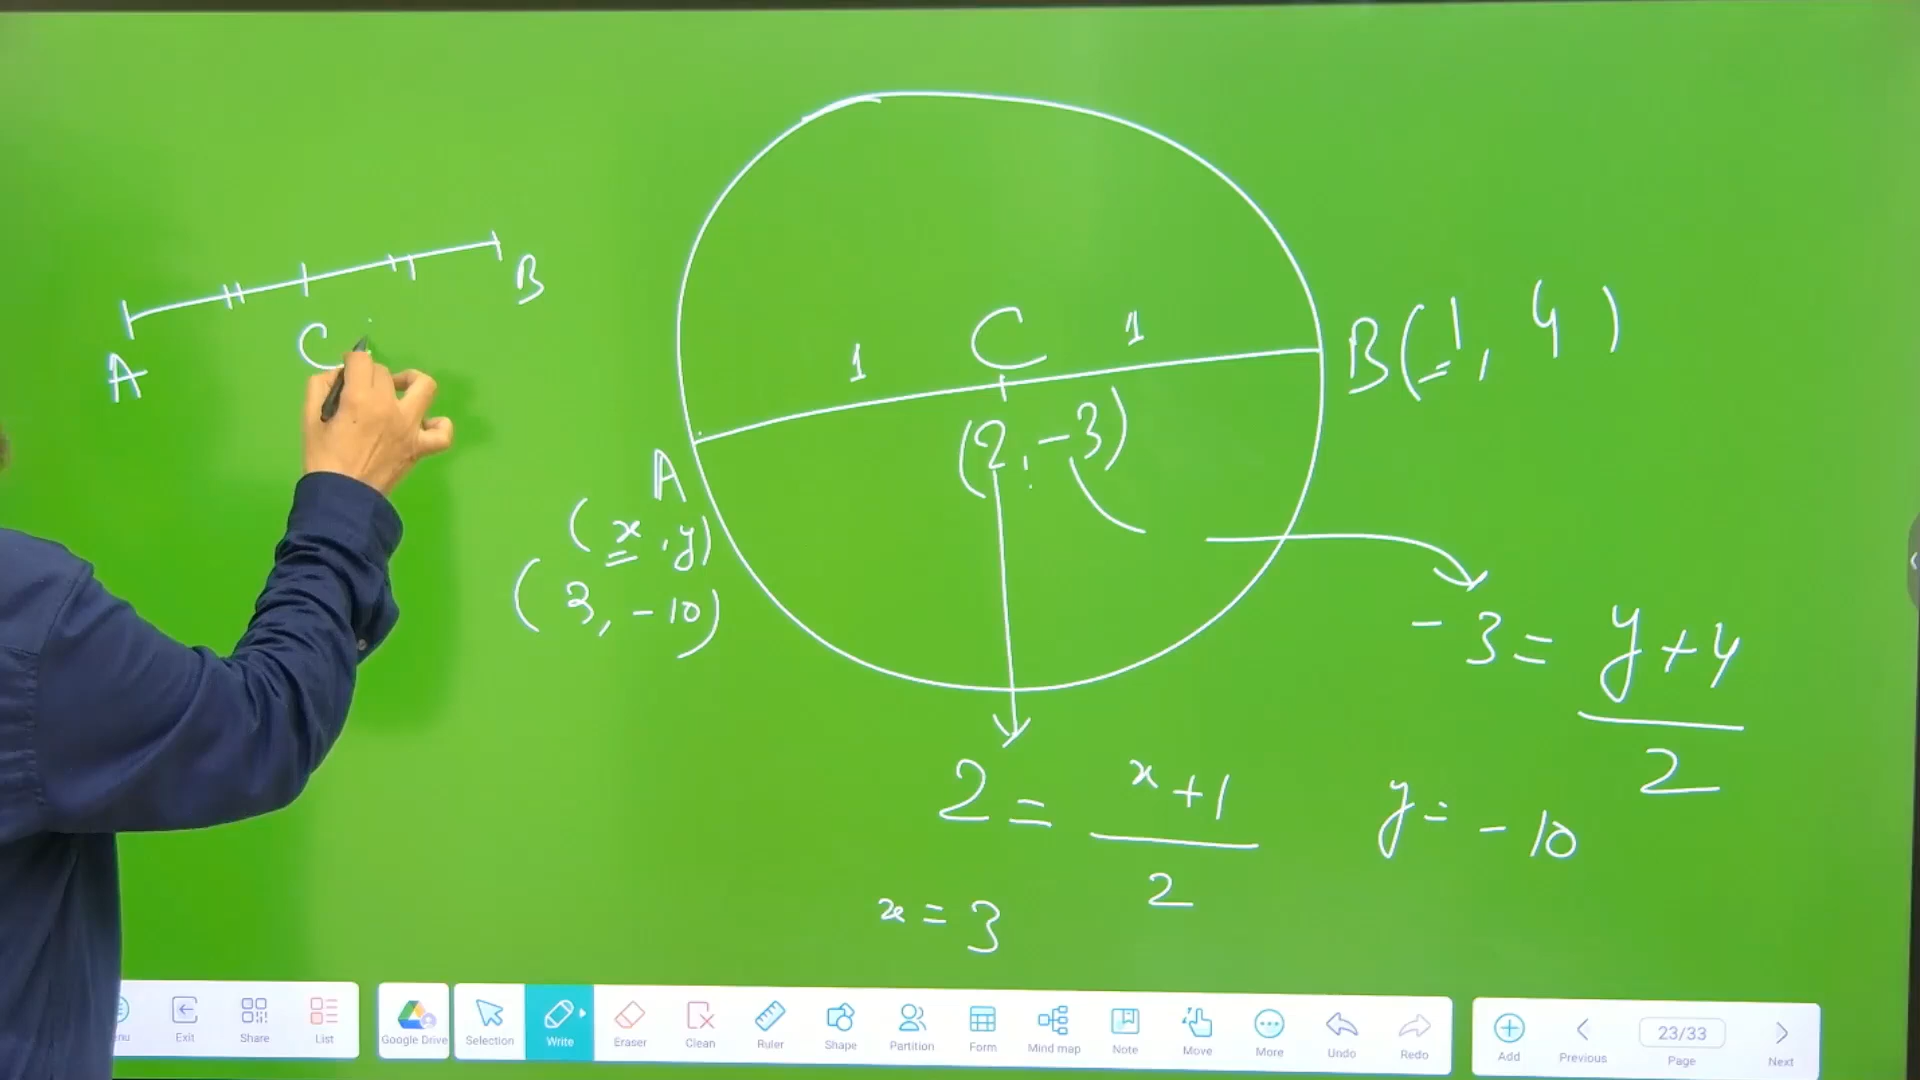 B
C
A
C
1
1
B(1, 4)
(2, -3)
A
(x, y)
(3, -10)
-3 = y+4
2
2 = x+1
2
y = -10
x = 3
Exit
Share
List
Google Drive
Selection
Write
Eraser
Clean
Ruler
Shape
Partition
Form
Mind map
Note
Move
More
Undo
Redo
Add
Previous
23/33
Page
Next